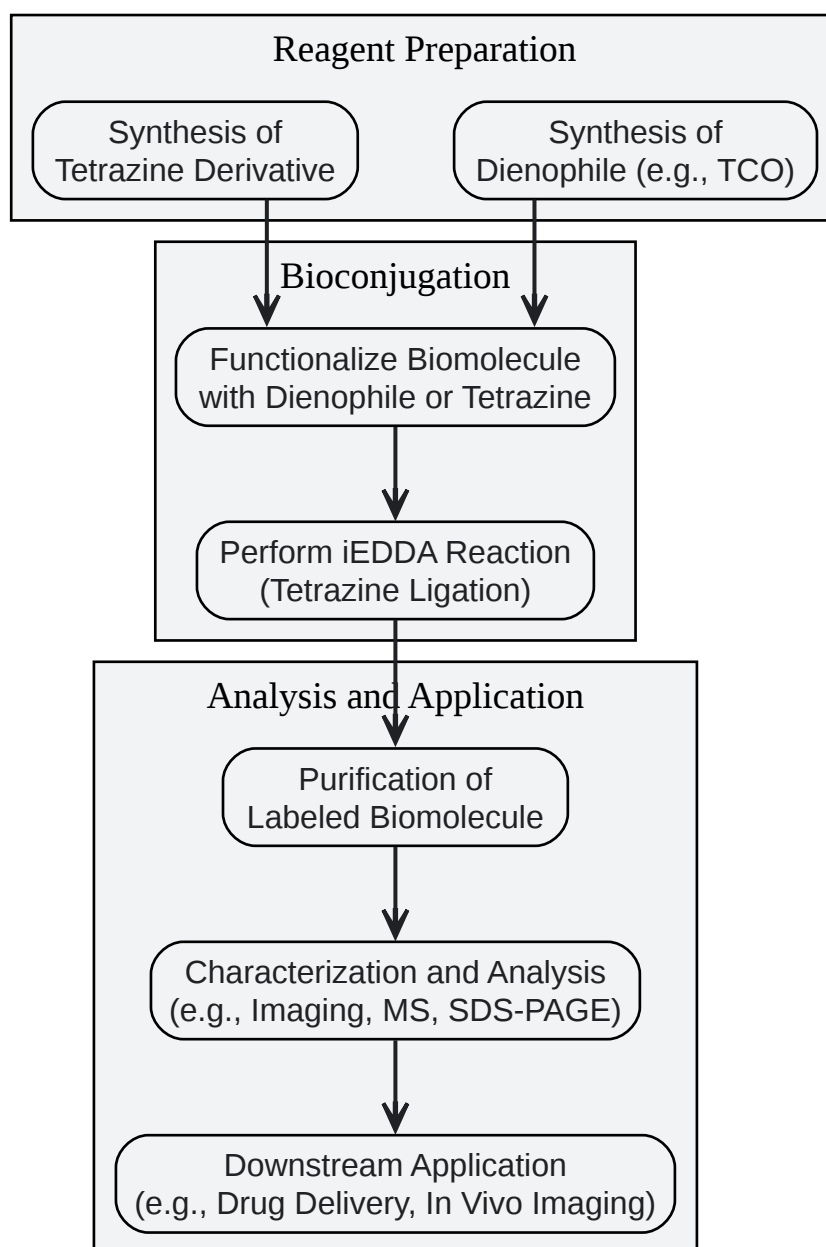 Reagent Preparation
Synthesis of
Tetrazine Derivative
Synthesis of
Dienophile (e.g., TCO)
Bioconjugation
Functionalize Biomolecule
with Dienophile or Tetrazine
Perform iEDDA Reaction
(Tetrazine Ligation)
Analysis and Application
Purification of
Labeled Biomolecule
Characterization and Analysis
(e.g., Imaging, MS, SDS-PAGE)
Downstream Application
(e.g., Drug Delivery, In Vivo Imaging)